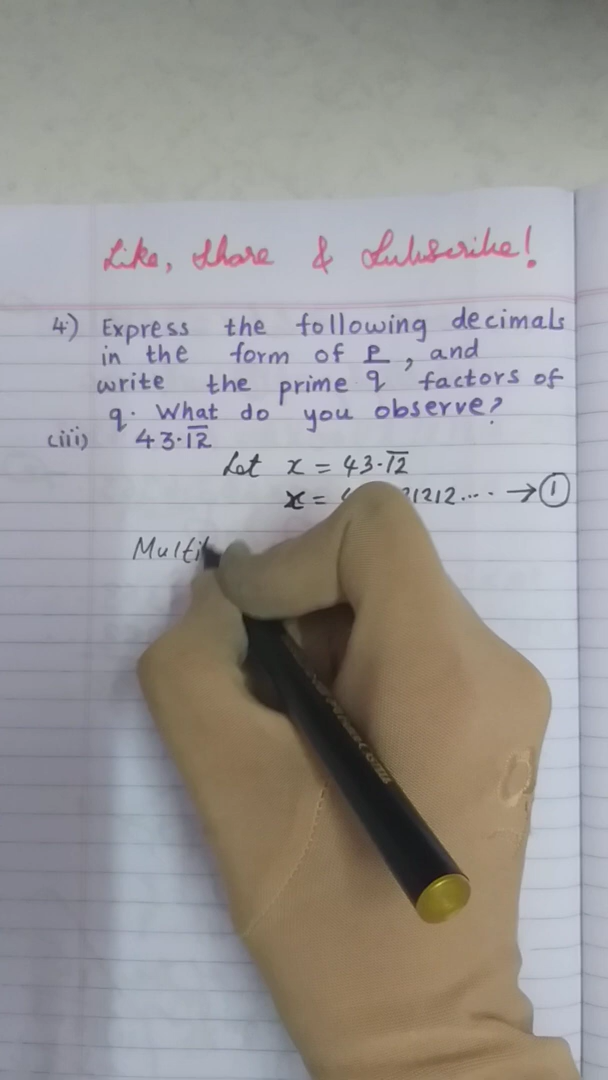 Like, Share & Subscribe!
4) Express the following decimals
in the form of p/q, and
write the prime factors of
q. What do you observe?
(iii) 43.1̅2̅
Let x = 43.1̅2̅
x = 1212.... → ①
Multi